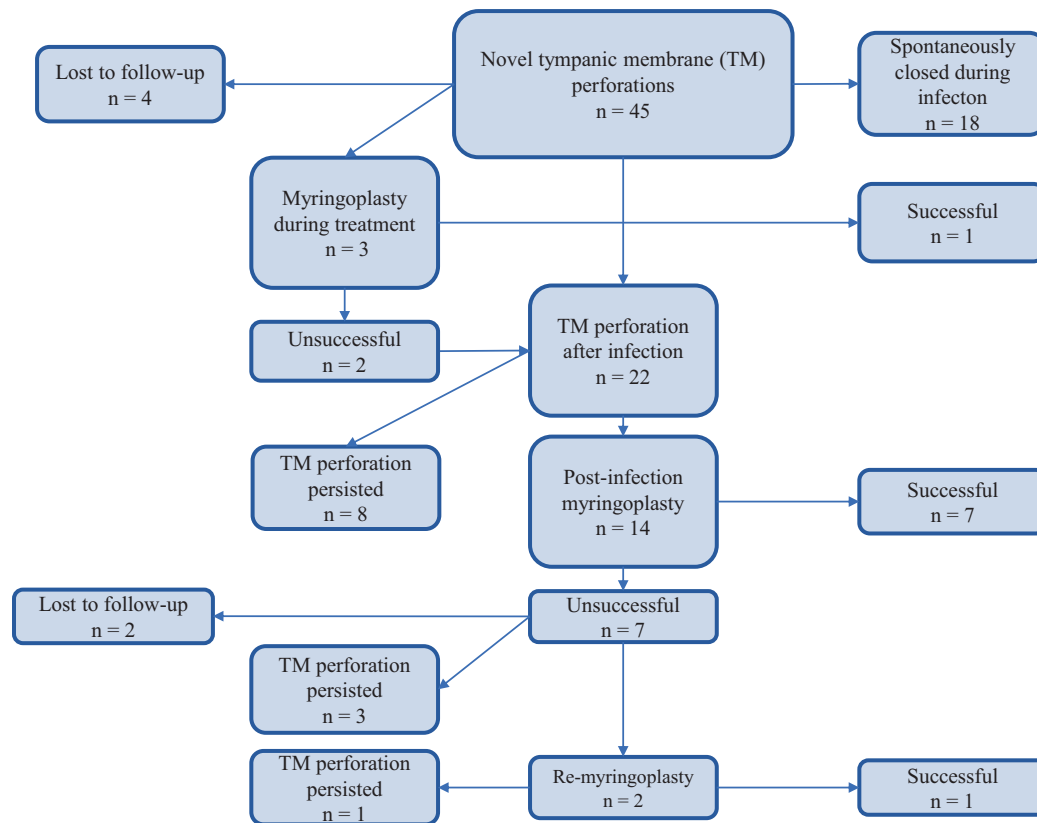 Novel tympanic membrane (TM)
perforations
n = 45
Lost to follow-up
n = 4
Spontaneously
closed during
infecton
n = 18
Myringoplasty
during treatment
n = 3
Successful
n = 1
Unsuccessful
n = 2
TM perforation
after infection
n = 22
TM perforation
persisted
n = 8
Post-infection
myringoplasty
n = 14
Successful
n = 7
Lost to follow-up
n = 2
Unsuccessful
n = 7
TM perforation
persisted
n = 3
TM perforation
persisted
n = 1
Re-myringoplasty
n = 2
Successful
n = 1